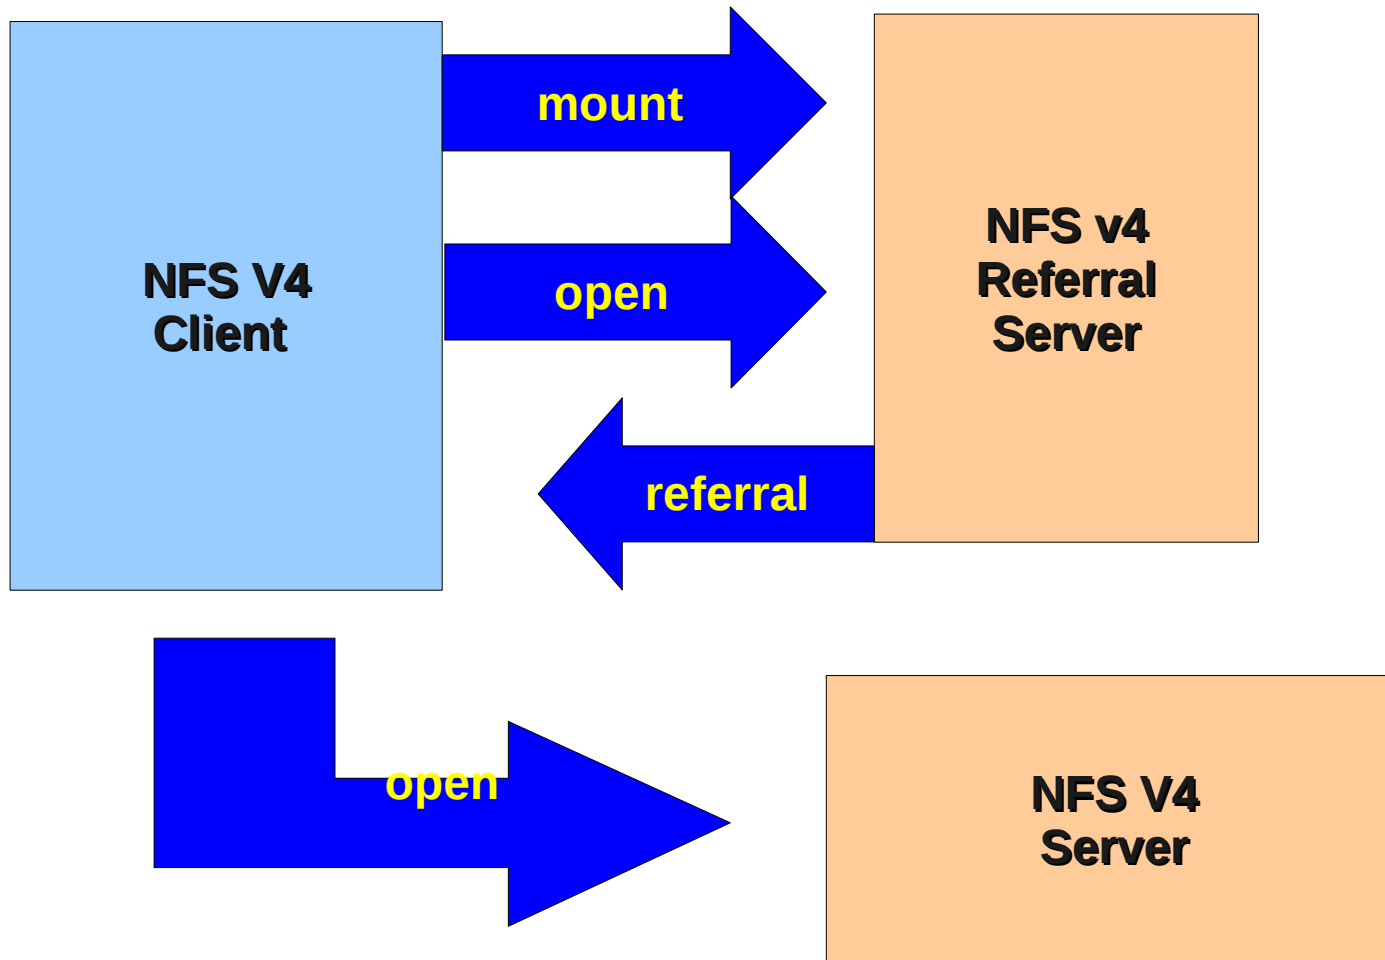 mount
NFS V4
Client
open
NFS v4
Referral
Server
referral
open
NFS V4
Server